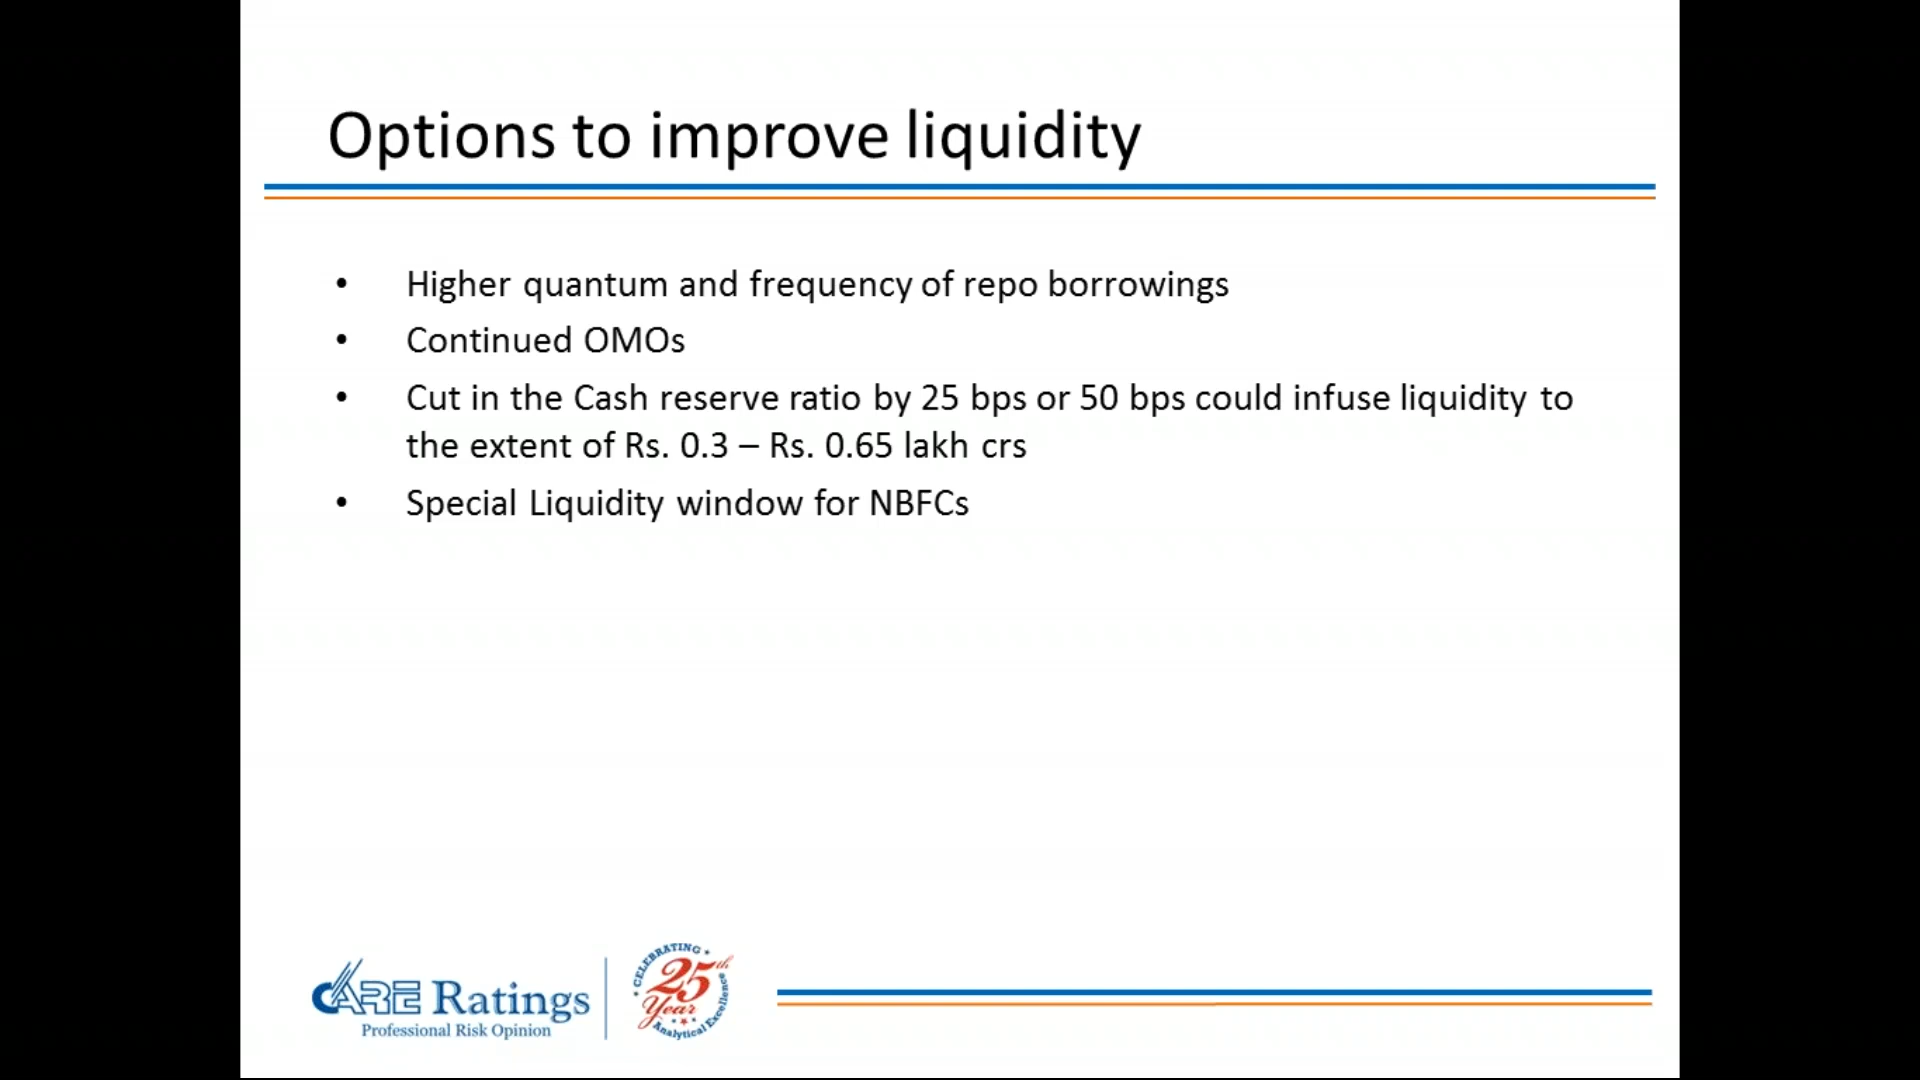 Options to improve liquidity
• Higher quantum and frequency of repo borrowings
• Continued OMOs
• Cut in the Cash reserve ratio by 25 bps or 50 bps could infuse liquidity to
the extent of Rs. 0.3 – Rs. 0.65 lakh crs
• Special Liquidity window for NBFCs
CARE Ratings
Professional Risk Opinion
CELEBRATING
25th
Year
Analytical Excellence